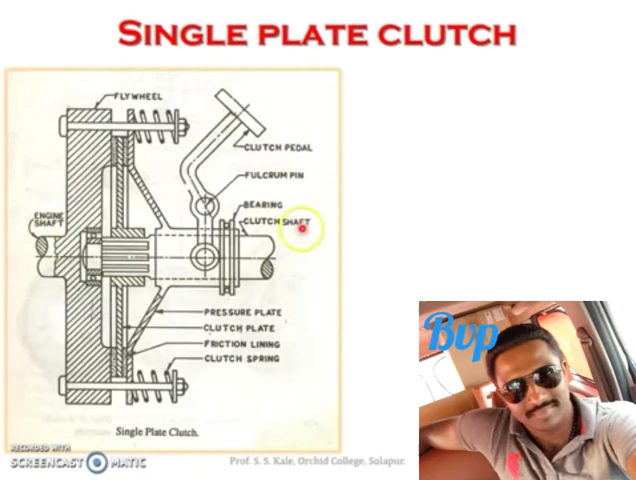 SINGLE PLATE CLUTCH
FLYWHEEL
CLUTCH PEDAL
FULCRUM PIN
BEARING
CLUTCH SHAFT
ENGINE
SHAFT
PRESSURE PLATE
CLUTCH PLATE
FRICTION LINING
CLUTCH SPRING
Single Plate Clutch.
Bvp
RECORDED WITH
SCREENCAST O MATIC
Prof. S. S. Kale, Orchid College, Solapur.